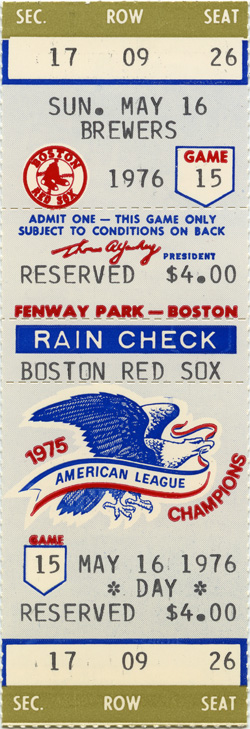 SEC. ROW SEAT
17 09 26
SUN. MAY 16
BREWERS
BOSTON
RED SOX
1976
GAME
15
ADMIT ONE — THIS GAME ONLY
SUBJECT TO CONDITIONS ON BACK
PRESIDENT
RESERVED $4.00
FENWAY PARK — BOSTON
RAIN CHECK
BOSTON RED SOX
1975
AMERICAN LEAGUE
CHAMPIONS
GAME
15
MAY 16 1976
* DAY *
RESERVED $4.00
17 09 26
SEC. ROW SEAT